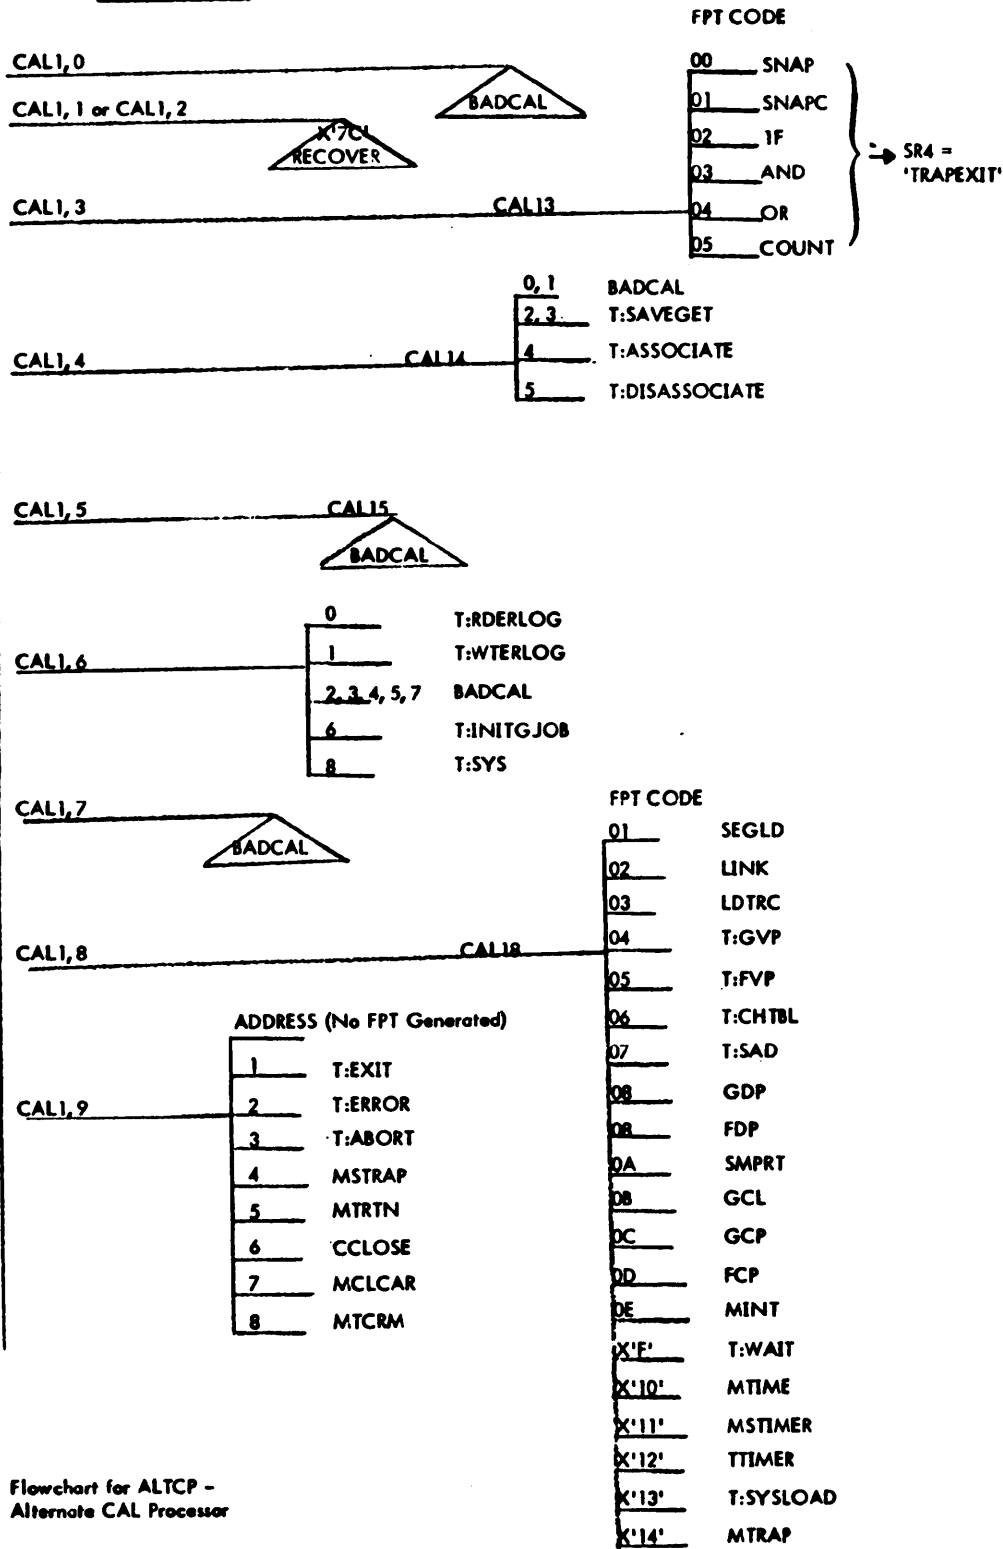 FPT CODE
CAL1, 0
BADCAL
00 SNAP
01 SNAPC
02 IF
03 AND
04 OR
05 COUNT
SR4 =
'TRAPEXIT'
CAL1, 1 or CAL1, 2
X'7C'
RECOVER
CAL1, 3 CAL13
CAL1, 4 CAL14
0, 1 BADCAL
2, 3 T:SAVEGET
4 T:ASSOCIATE
5 T:DISASSOCIATE
CAL1, 5 CAL15
BADCAL
CAL1, 6
0 T:RDERLOG
1 T:WTERLOG
2, 3, 4, 5, 7 BADCAL
6 T:INITGJOB
8 T:SYS
CAL1, 7
BADCAL
CAL1, 8 CAL18
FPT CODE
01 SEGLD
02 LINK
03 LDTRC
04 T:GVP
05 T:FVP
06 T:CHTBL
07 T:SAD
08 GDP
08 FDP
0A SMPRT
0B GCL
0C GCP
0D FCP
0E MINT
X'F' T:WAIT
X'10' MTIME
X'11' MSTIMER
X'12' TTIMER
X'13' T:SYSLOAD
X'14' MTRAP
ADDRESS (No FPT Generated)
CAL1, 9
1 T:EXIT
2 T:ERROR
3 T:ABORT
4 MSTRAP
5 MTRTN
6 CCLOSE
7 MCLCAR
8 MTCRM
Flowchart for ALTCP -
Alternate CAL Processor